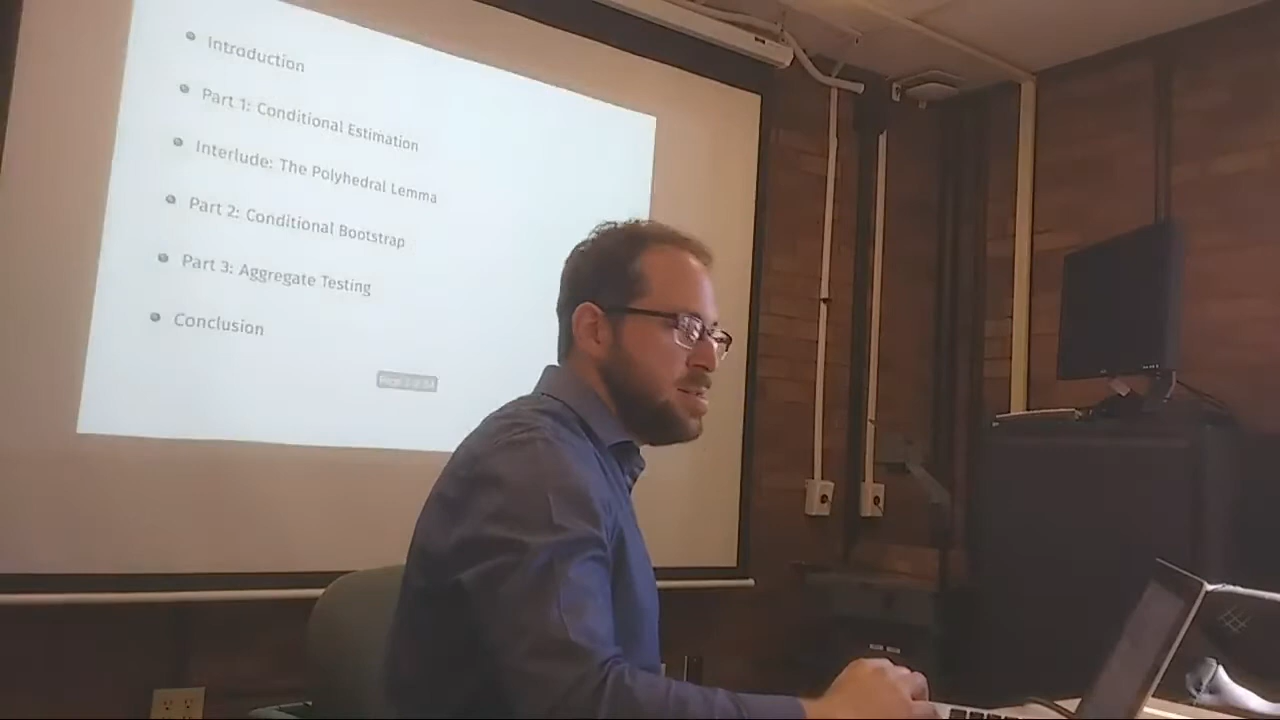 Introduction
Part 1: Conditional Estimation
Interlude: The Polyhedral Lemma
Part 2: Conditional Bootstrap
Part 3: Aggregate Testing
Conclusion